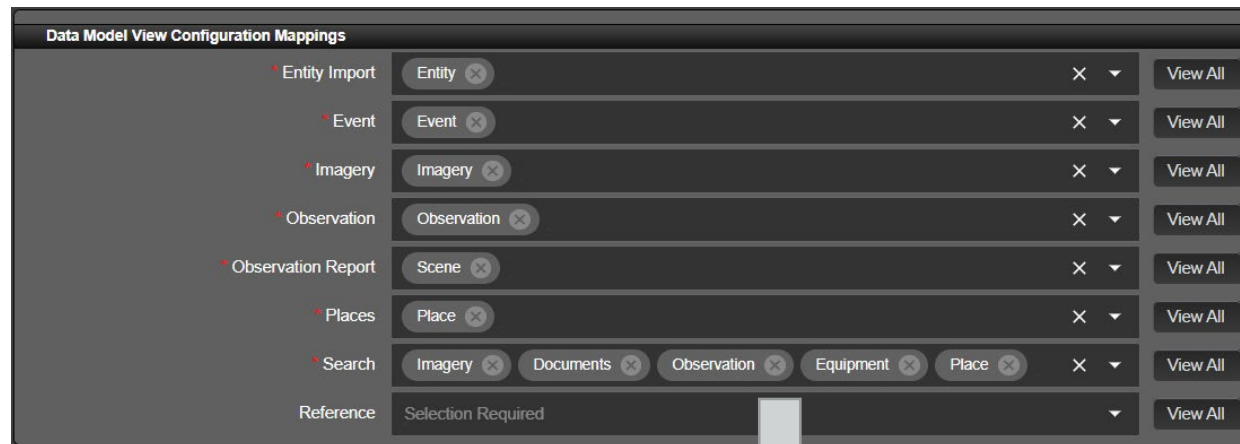 Data Model View Configuration Mappings
* Entity Import Entity View All
* Event Event View All
* Imagery Imagery View All
* Observation Observation View All
* Observation Report Scene View All
* Places Place View All
* Search Imagery Documents Observation Equipment Place View All
Reference Selection Required View All